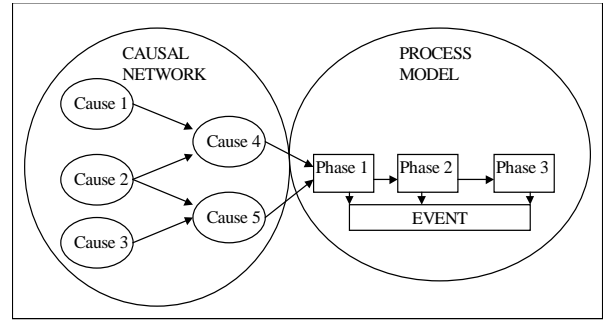 CAUSAL
NETWORK
PROCESS
MODEL
Cause 1
Cause 2
Cause 3
Cause 4
Cause 5
Phase 1
Phase 2
Phase 3
EVENT